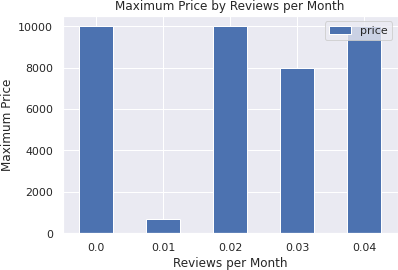 Maximum Price by Reviews per Month
price
Maximum Price
10000
8000
6000
4000
2000
0
0.0 0.01 0.02 0.03 0.04
Reviews per Month